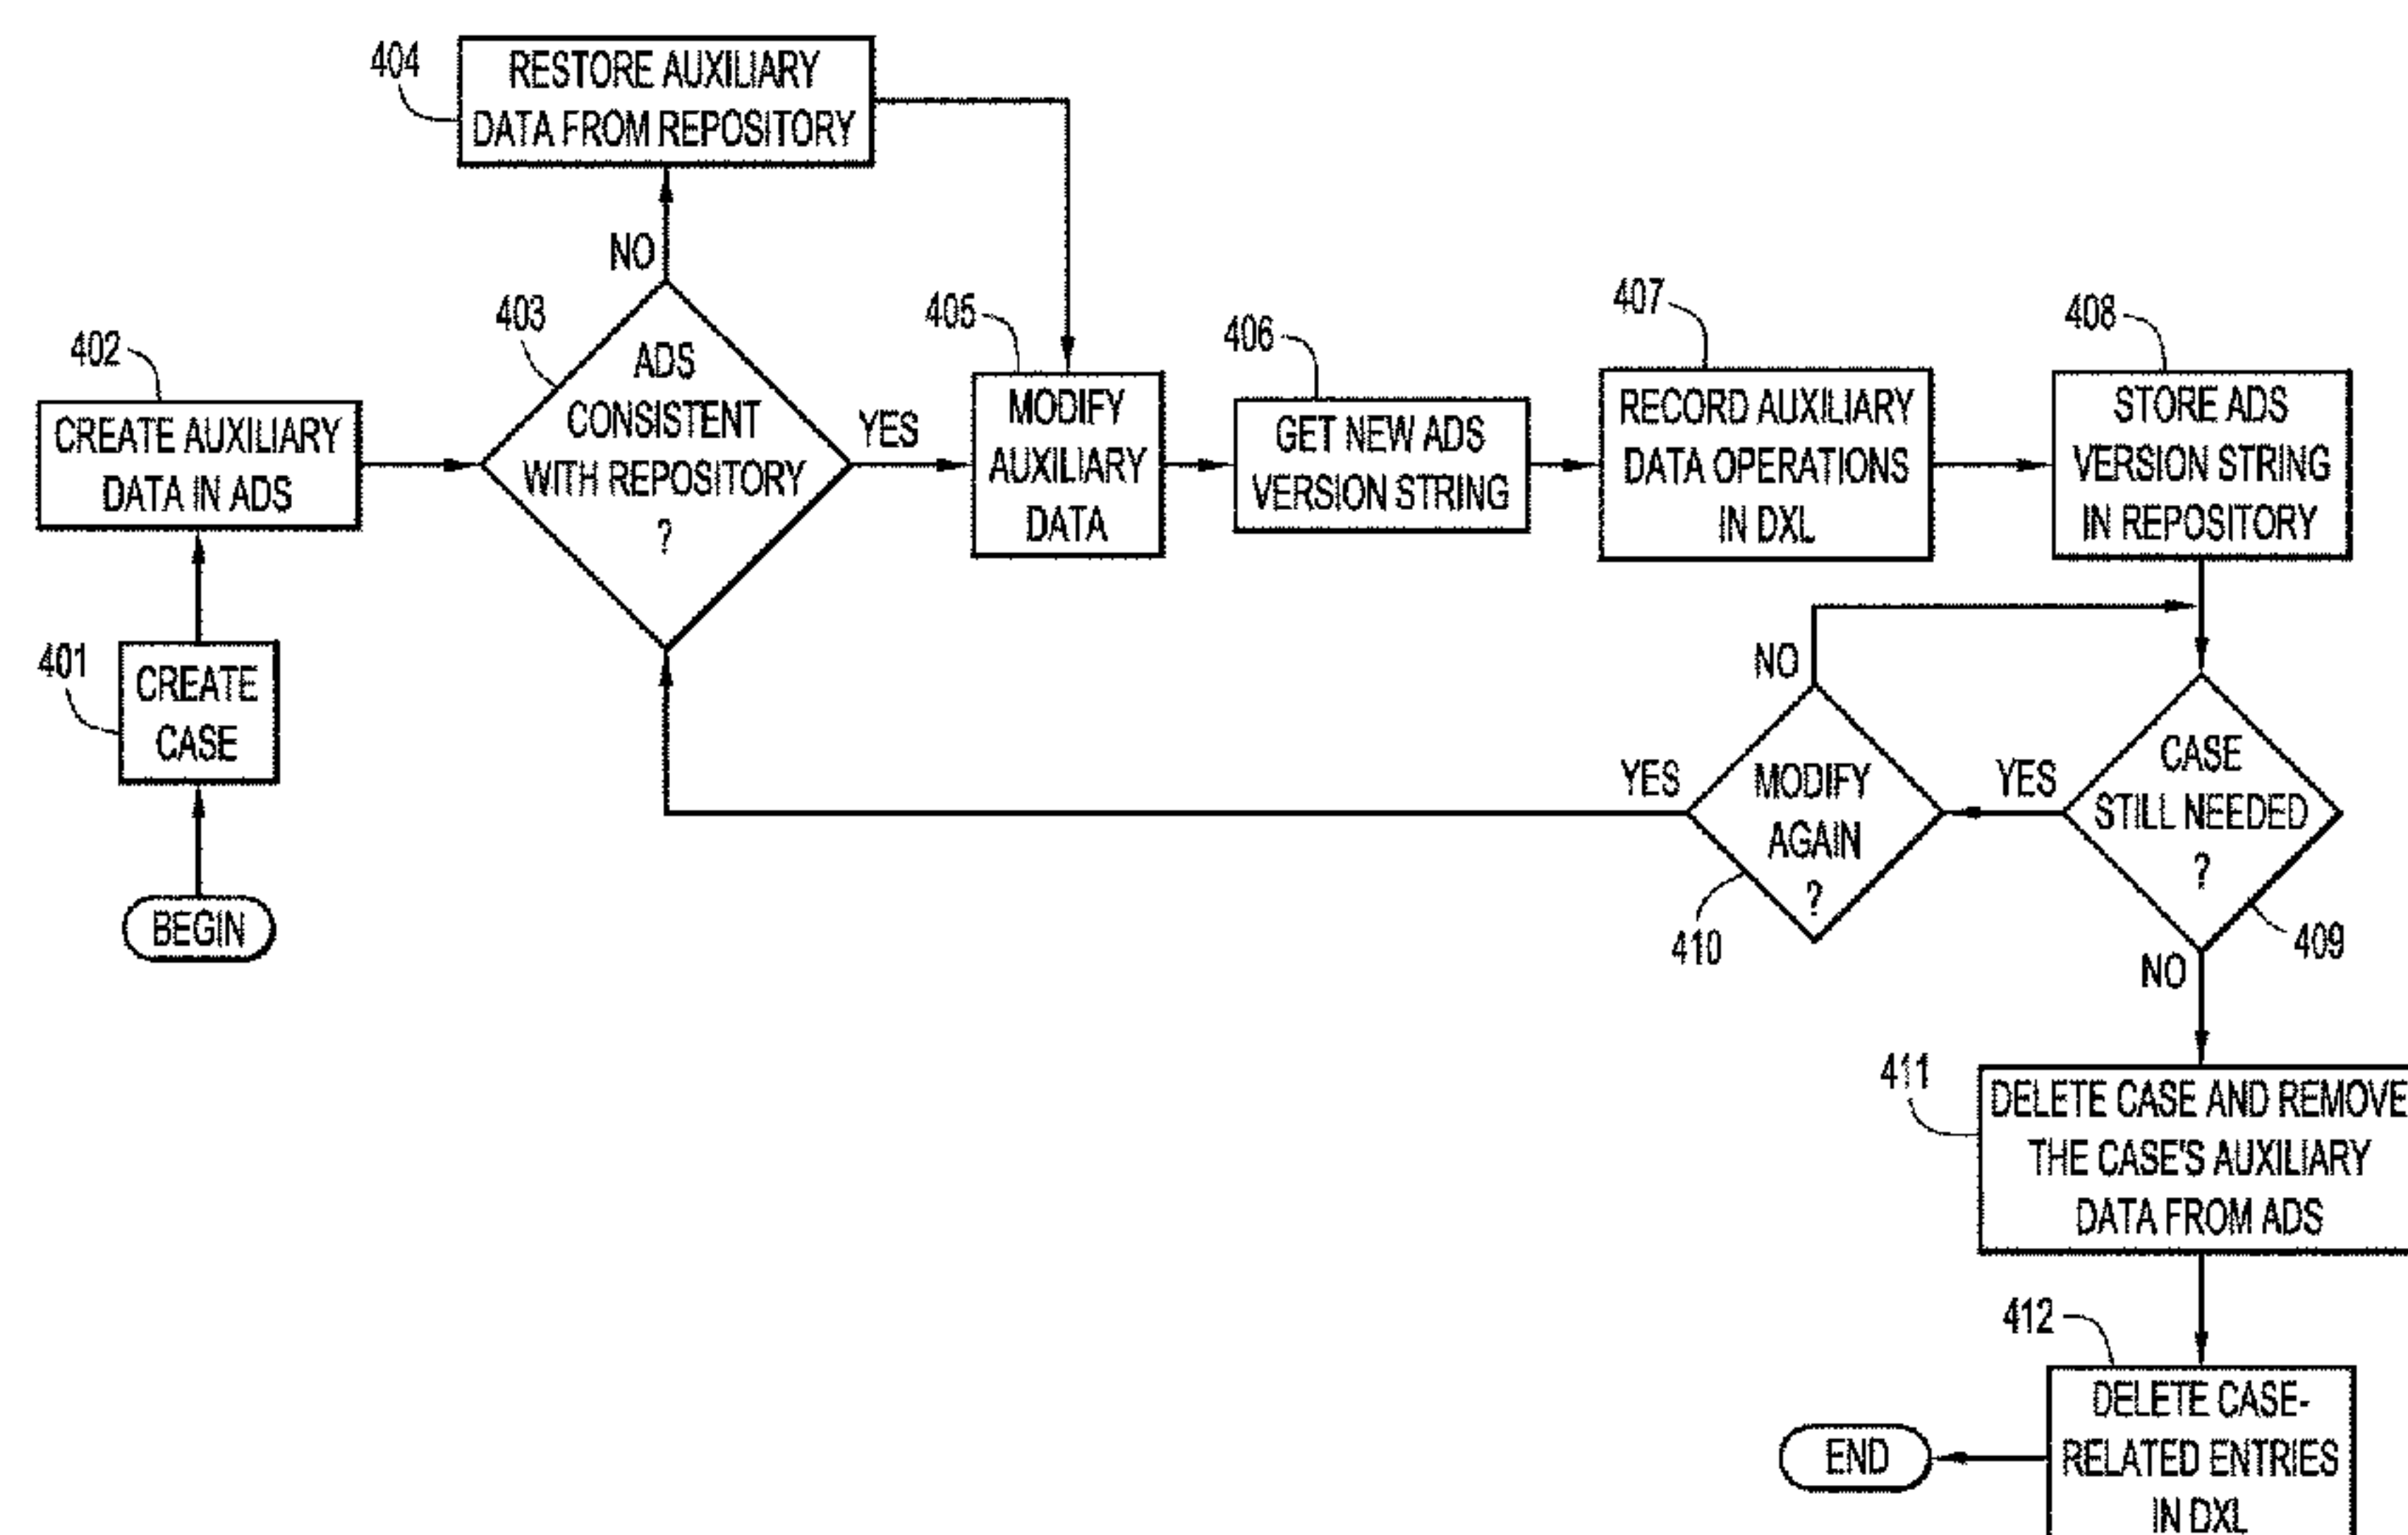 404
RESTORE AUXILIARY
DATA FROM REPOSITORY
NO
403
ADS
CONSISTENT
WITH REPOSITORY
?
YES
402
CREATE AUXILIARY
DATA IN ADS
401
CREATE
CASE
BEGIN
405
MODIFY
AUXILIARY
DATA
406
GET NEW ADS
VERSION STRING
407
RECORD AUXILIARY
DATA OPERATIONS
IN DXL
408
STORE ADS
VERSION STRING
IN REPOSITORY
NO
YES
MODIFY
AGAIN
?
410
YES
CASE
STILL NEEDED
?
409
NO
411
DELETE CASE AND REMOVE
THE CASE'S AUXILIARY
DATA FROM ADS
412
DELETE CASE-
RELATED ENTRIES
IN DXL
END